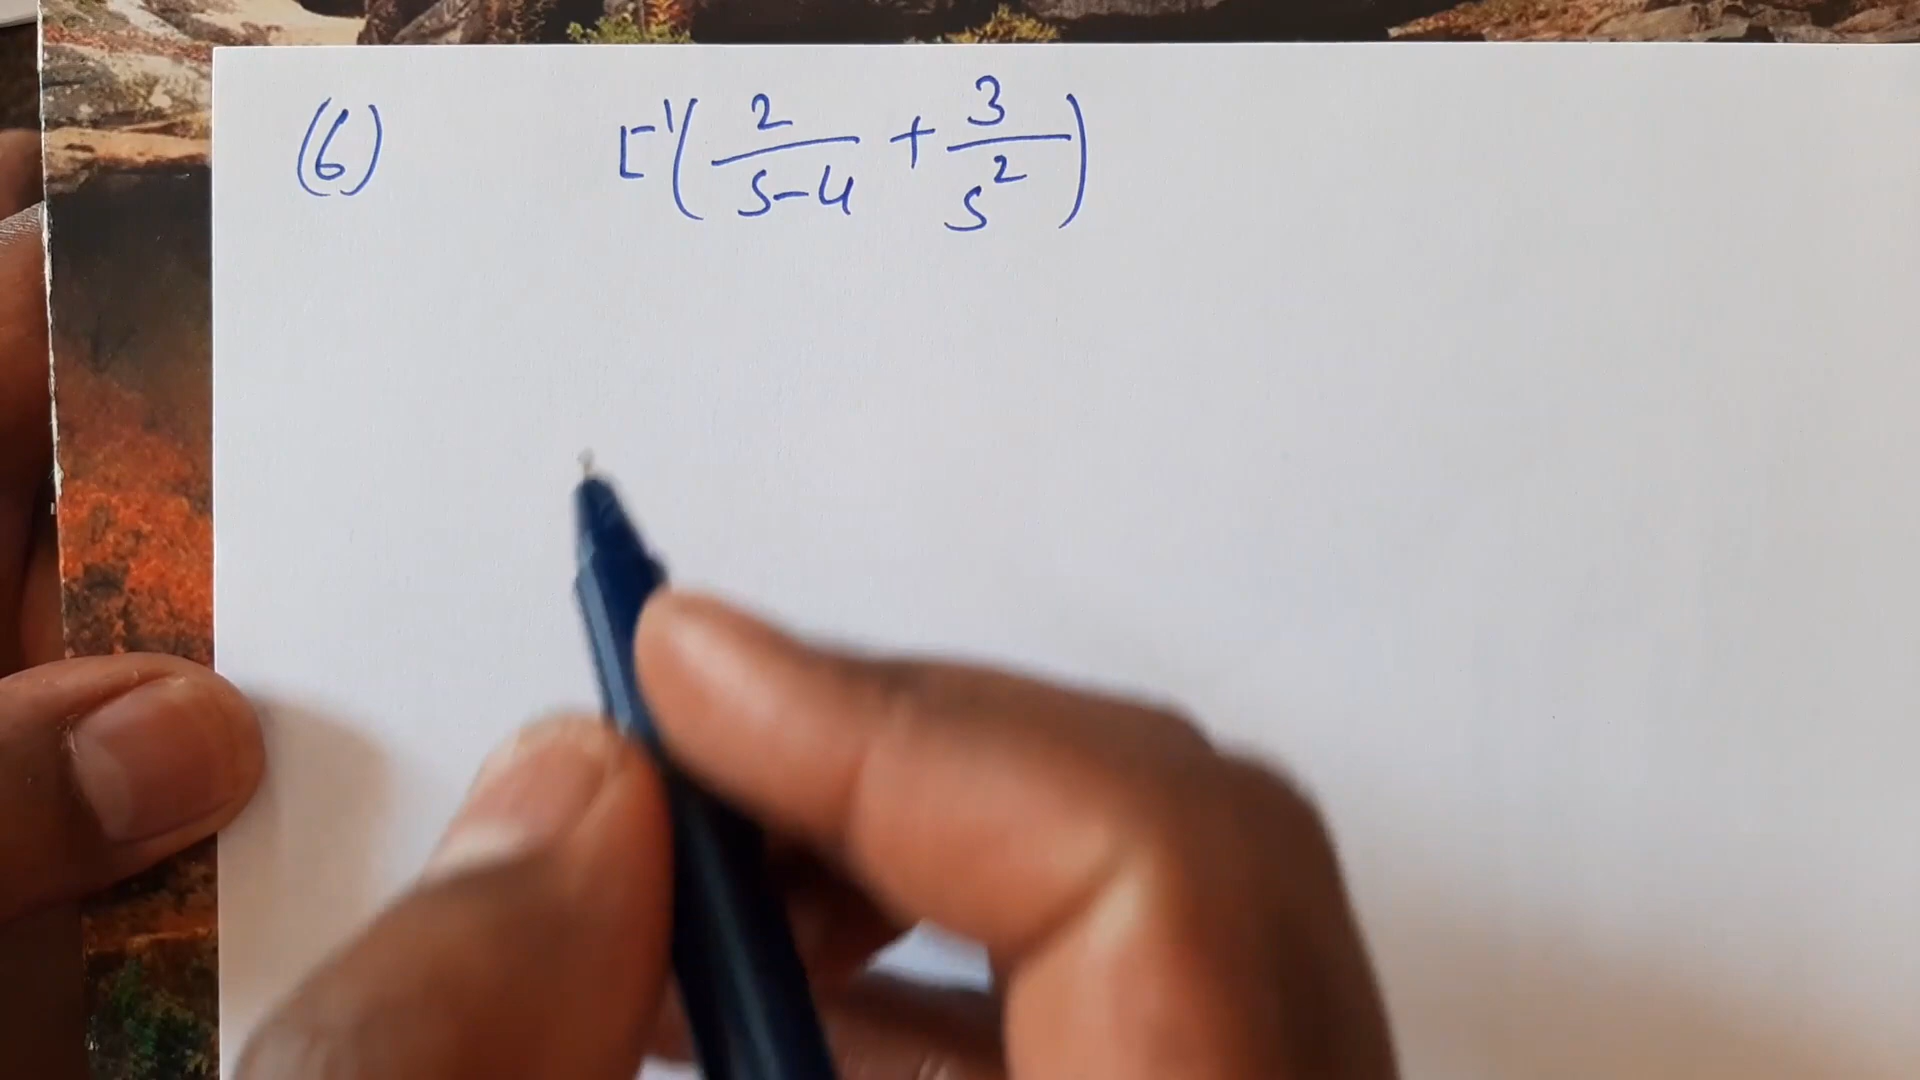 (6) L⁻¹( 2/(s-4) + 3/s² )